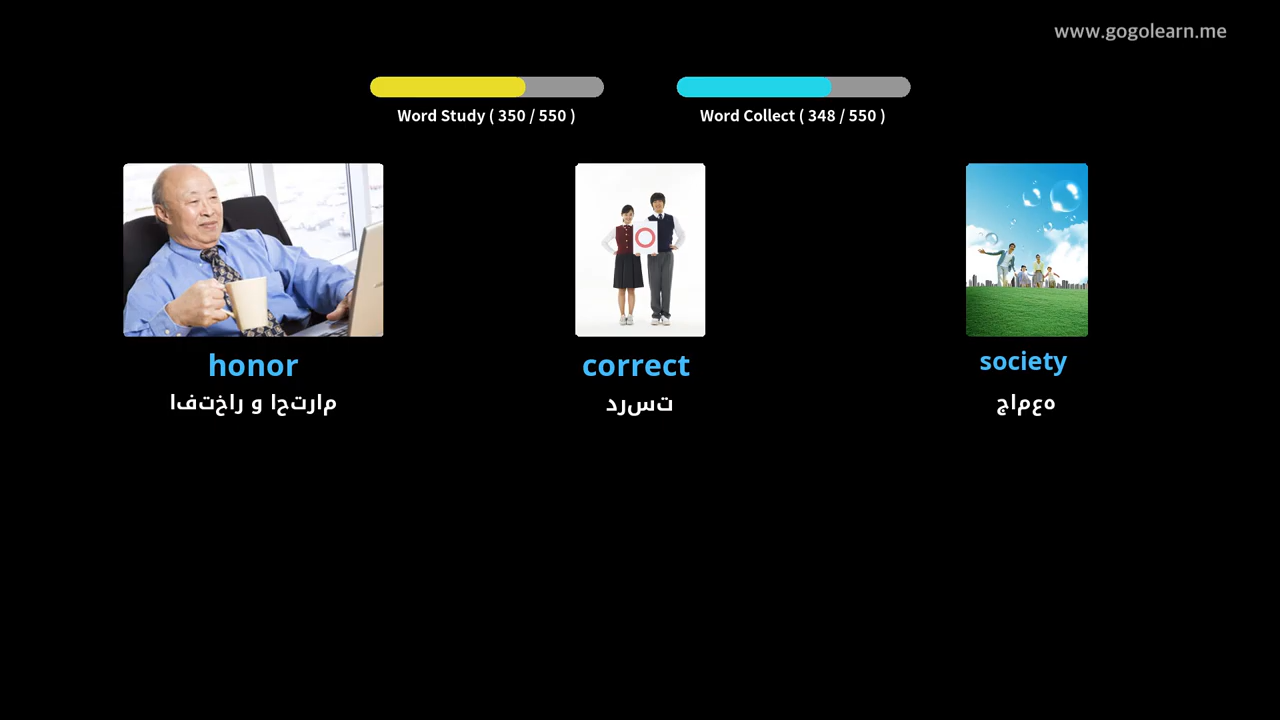 www.gogolearn.me
Word Study ( 350 / 550 )
Word Collect ( 348 / 550 )
honor
افتخار و احترام
correct
درست
society
جامعه